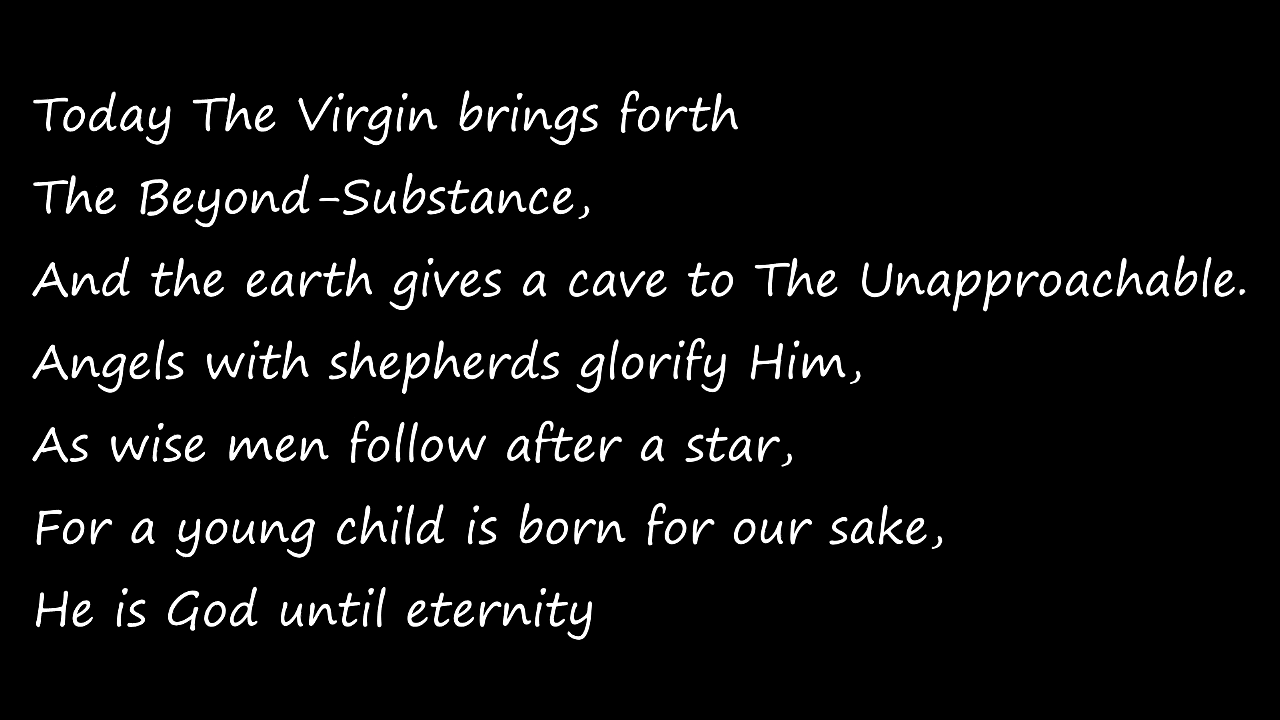 Today The Virgin brings forth
The Beyond-Substance,
And the earth gives a cave to The Unapproachable.
Angels with shepherds glorify Him,
As wise men follow after a star,
For a young child is born for our sake,
He is God until eternity